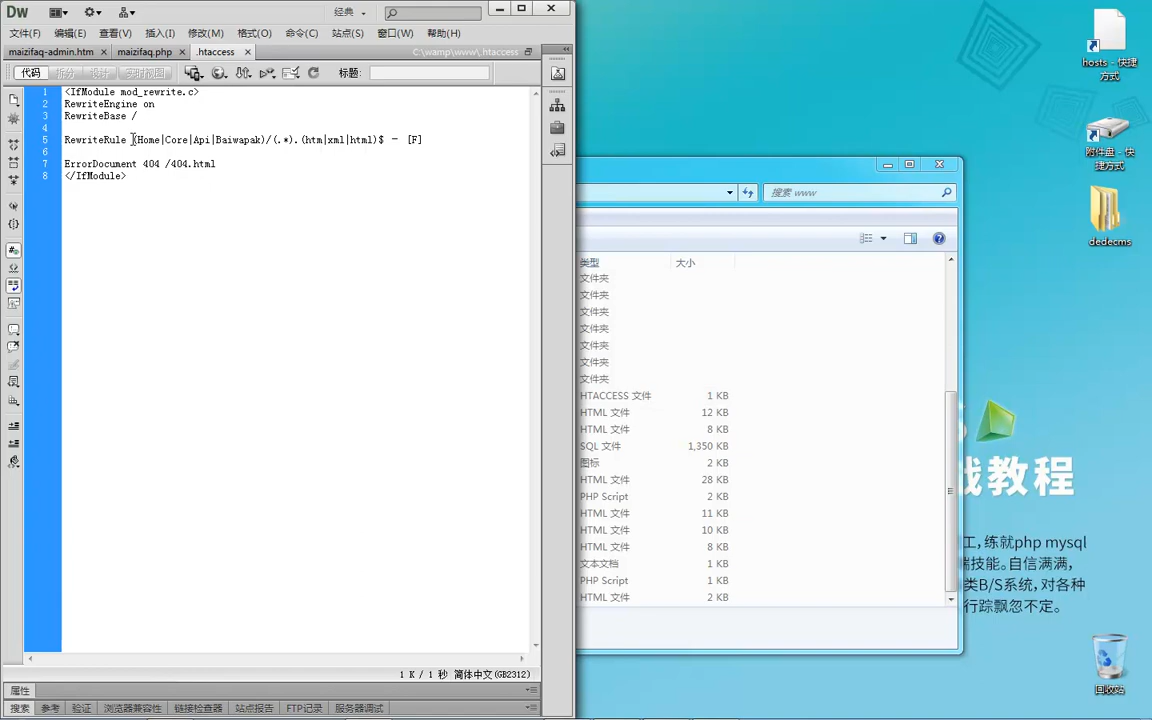 Dw 经典
文件(F) 编辑(E) 查看(V) 插入(I) 修改(M) 格式(O) 命令(C) 站点(S) 窗口(W) 帮助(H)
maizifaq-admin.htm maizifaq.php .htaccess C:\wamp\www\.htaccess
代码 拆分 设计 实时视图 标题:
1 <IfModule mod_rewrite.c>
2 RewriteEngine on
3 RewriteBase /
4
5 RewriteRule (Home|Core|Api|Baiwapak)/(.*).(htm|xml|html)$ - [F]
6
7 ErrorDocument 404 /404.html
8 </IfModule>
1 K / 1 秒 简体中文(GB2312)
属性
搜索 参考 验证 浏览器兼容性 链接检查器 站点报告 FTP记录 服务器调试
搜索 www
类型 大小
文件夹
文件夹
文件夹
文件夹
文件夹
文件夹
文件夹
HTACCESS 文件 1 KB
HTML 文件 12 KB
HTML 文件 8 KB
SQL 文件 1,350 KB
图标 2 KB
HTML 文件 28 KB
PHP Script 2 KB
HTML 文件 11 KB
HTML 文件 10 KB
HTML 文件 8 KB
文本文档 1 KB
PHP Script 1 KB
HTML 文件 2 KB
hosts - 快捷
方式
附件盘 - 快
捷方式
dedecms
战教程
工，练就php mysql
端技能。自信满满，
类B/S系统，对各种
行踪飘忽不定。
回收站